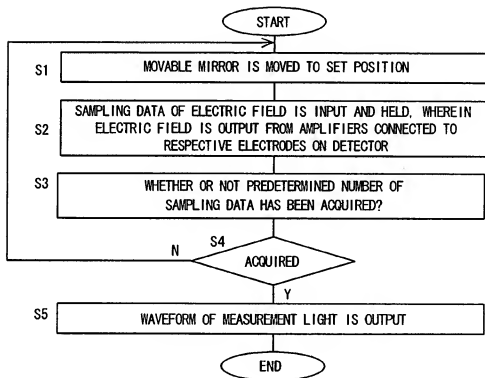 START
S1
MOVABLE MIRROR IS MOVED TO SET POSITION
S2
SAMPLING DATA OF ELECTRIC FIELD IS INPUT AND HELD, WHEREIN
ELECTRIC FIELD IS OUTPUT FROM AMPLIFIERS CONNECTED TO
RESPECTIVE ELECTRODES ON DETECTOR
S3
WHETHER OR NOT PREDETERMINED NUMBER OF
SAMPLING DATA HAS BEEN ACQUIRED?
S4
N
ACQUIRED
Y
S5
WAVEFORM OF MEASUREMENT LIGHT IS OUTPUT
END